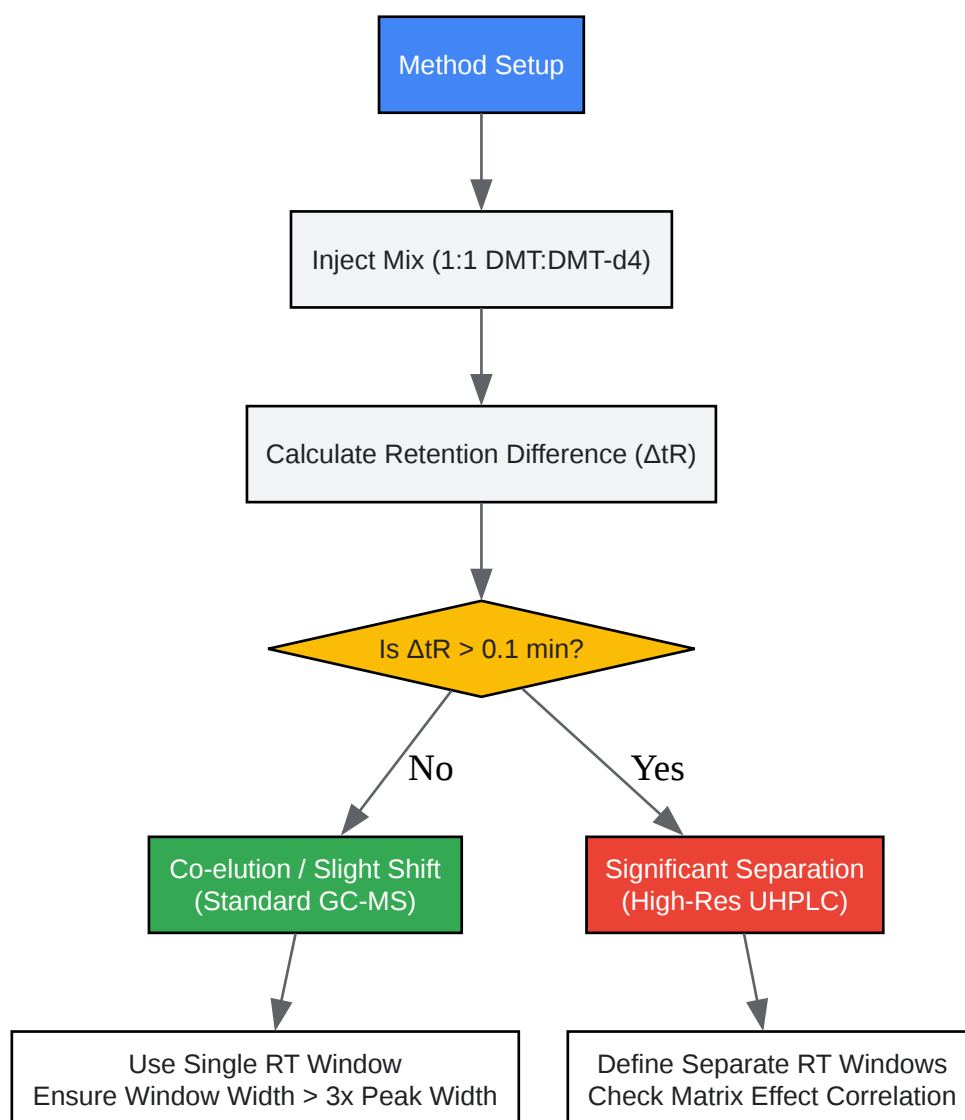 Method Setup
Inject Mix (1:1 DMT:DMT-d4)
Calculate Retention Difference (ΔtR)
Is ΔtR > 0.1 min?
No
Yes
Co-elution / Slight Shift
(Standard GC-MS)
Significant Separation
(High-Res UHPLC)
Use Single RT Window
Ensure Window Width > 3x Peak Width
Define Separate RT Windows
Check Matrix Effect Correlation